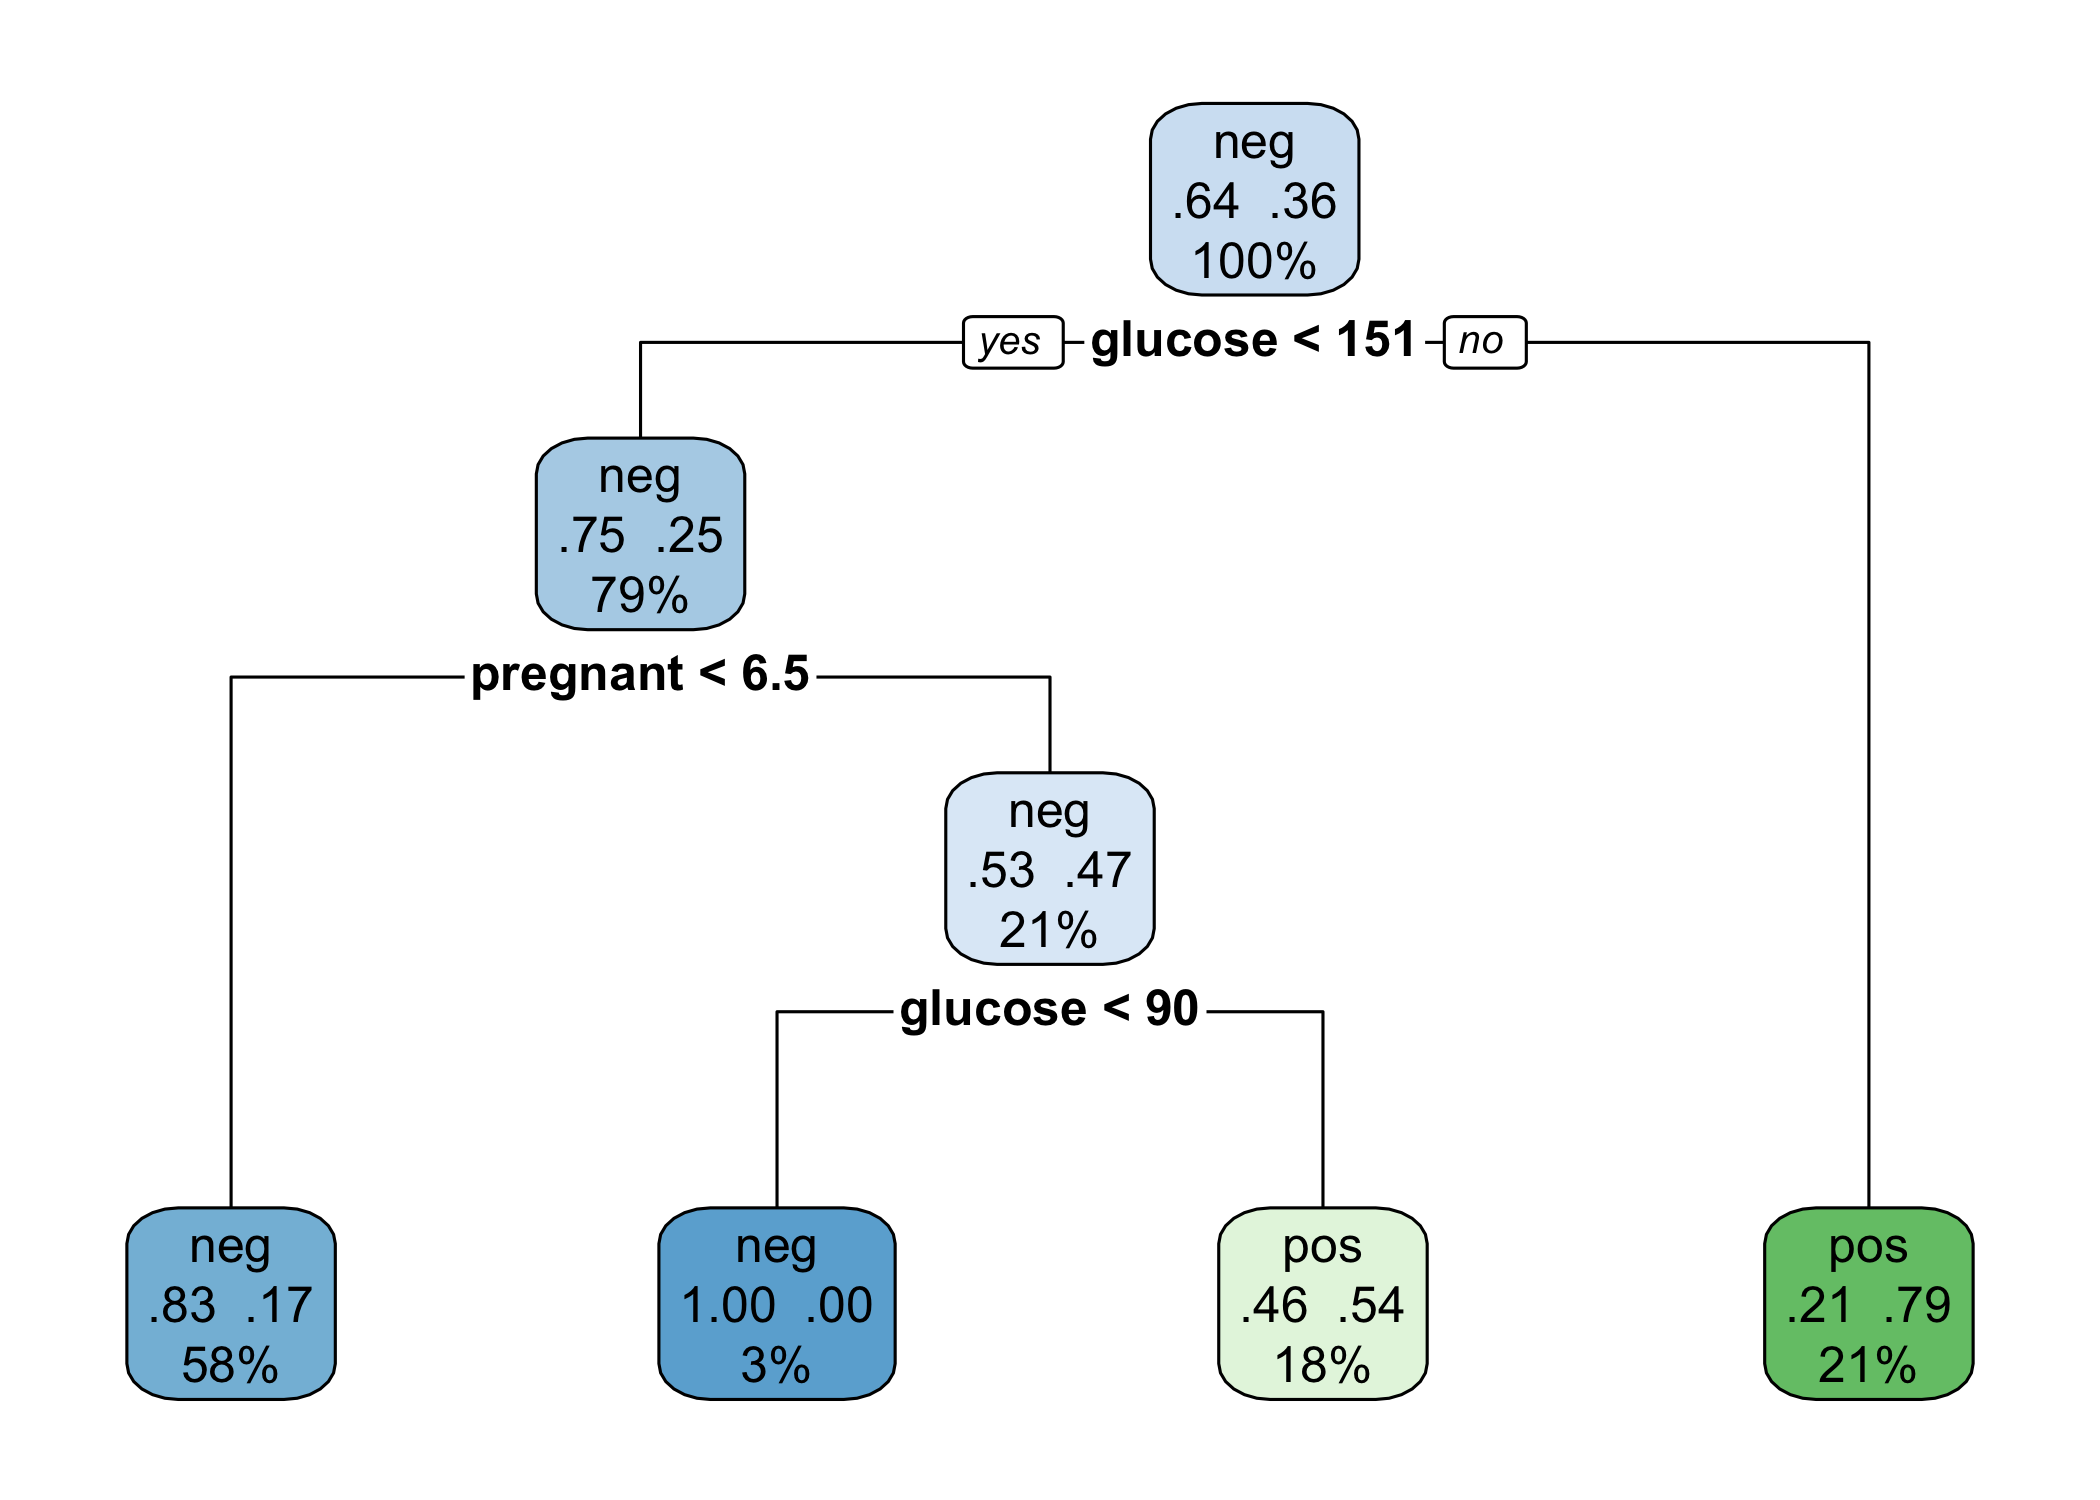 neg
.64 .36
100%
yes glucose < 151 no
neg
.75 .25
79%
pregnant < 6.5
neg
.53 .47
21%
glucose < 90
neg
.83 .17
58%
neg
1.00 .00
3%
pos
.46 .54
18%
pos
.21 .79
21%